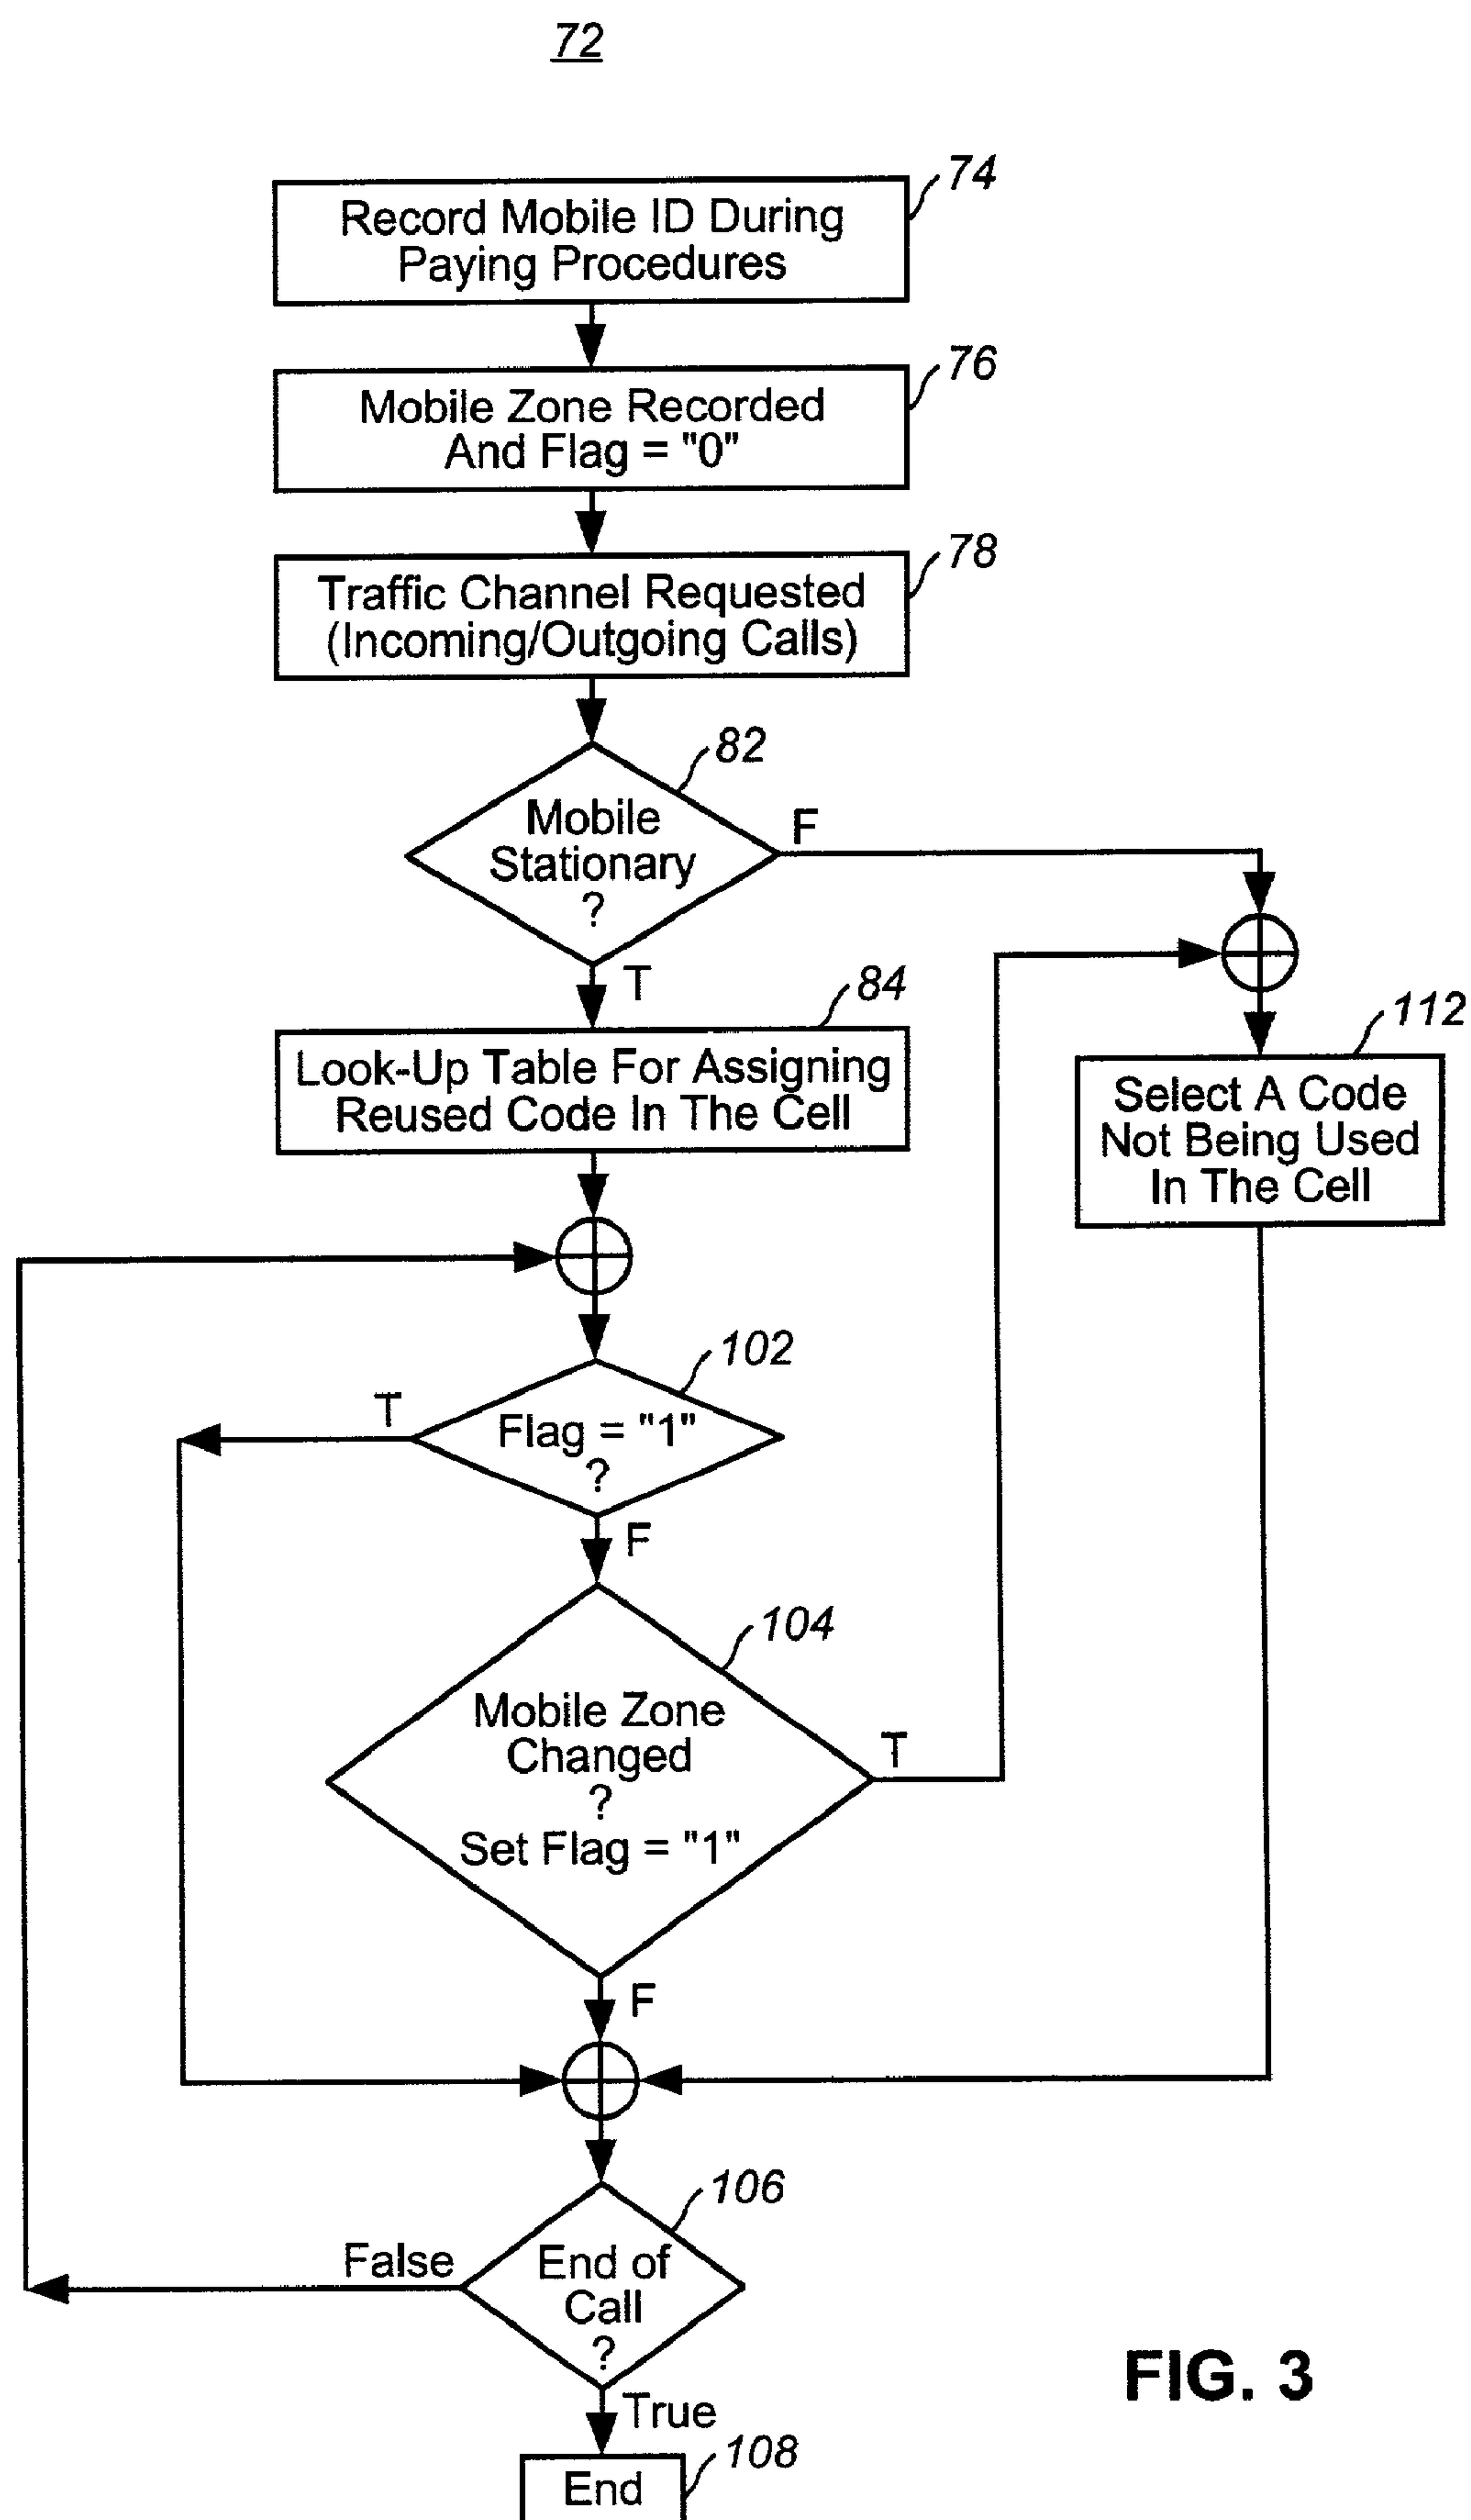 72
74
Record Mobile ID During
Paying Procedures
76
Mobile Zone Recorded
And Flag = "0"
78
Traffic Channel Requested
(Incoming/Outgoing Calls)
82
Mobile
Stationary
?
F
T
84
Look-Up Table For Assigning
Reused Code In The Cell
112
Select A Code
Not Being Used
In The Cell
102
T
Flag = "1"
?
F
104
Mobile Zone
Changed
?
Set Flag = "1"
T
F
106
False
End of
Call
?
True
108
End
FIG. 3